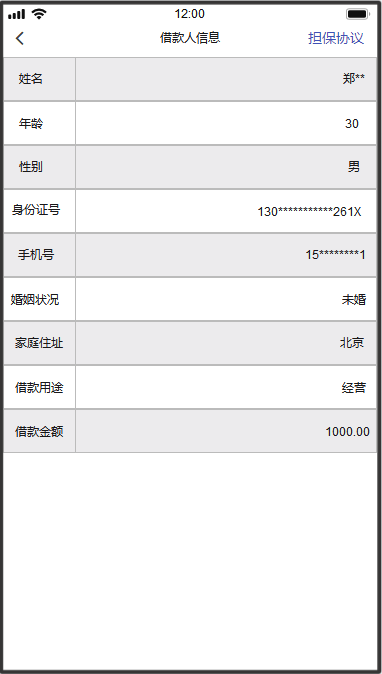 12:00
借款人信息 担保协议
姓名 郑**
年龄 30
性别 男
身份证号 130***********261X
手机号 15********1
婚姻状况 未婚
家庭住址 北京
借款用途 经营
借款金额 1000.00